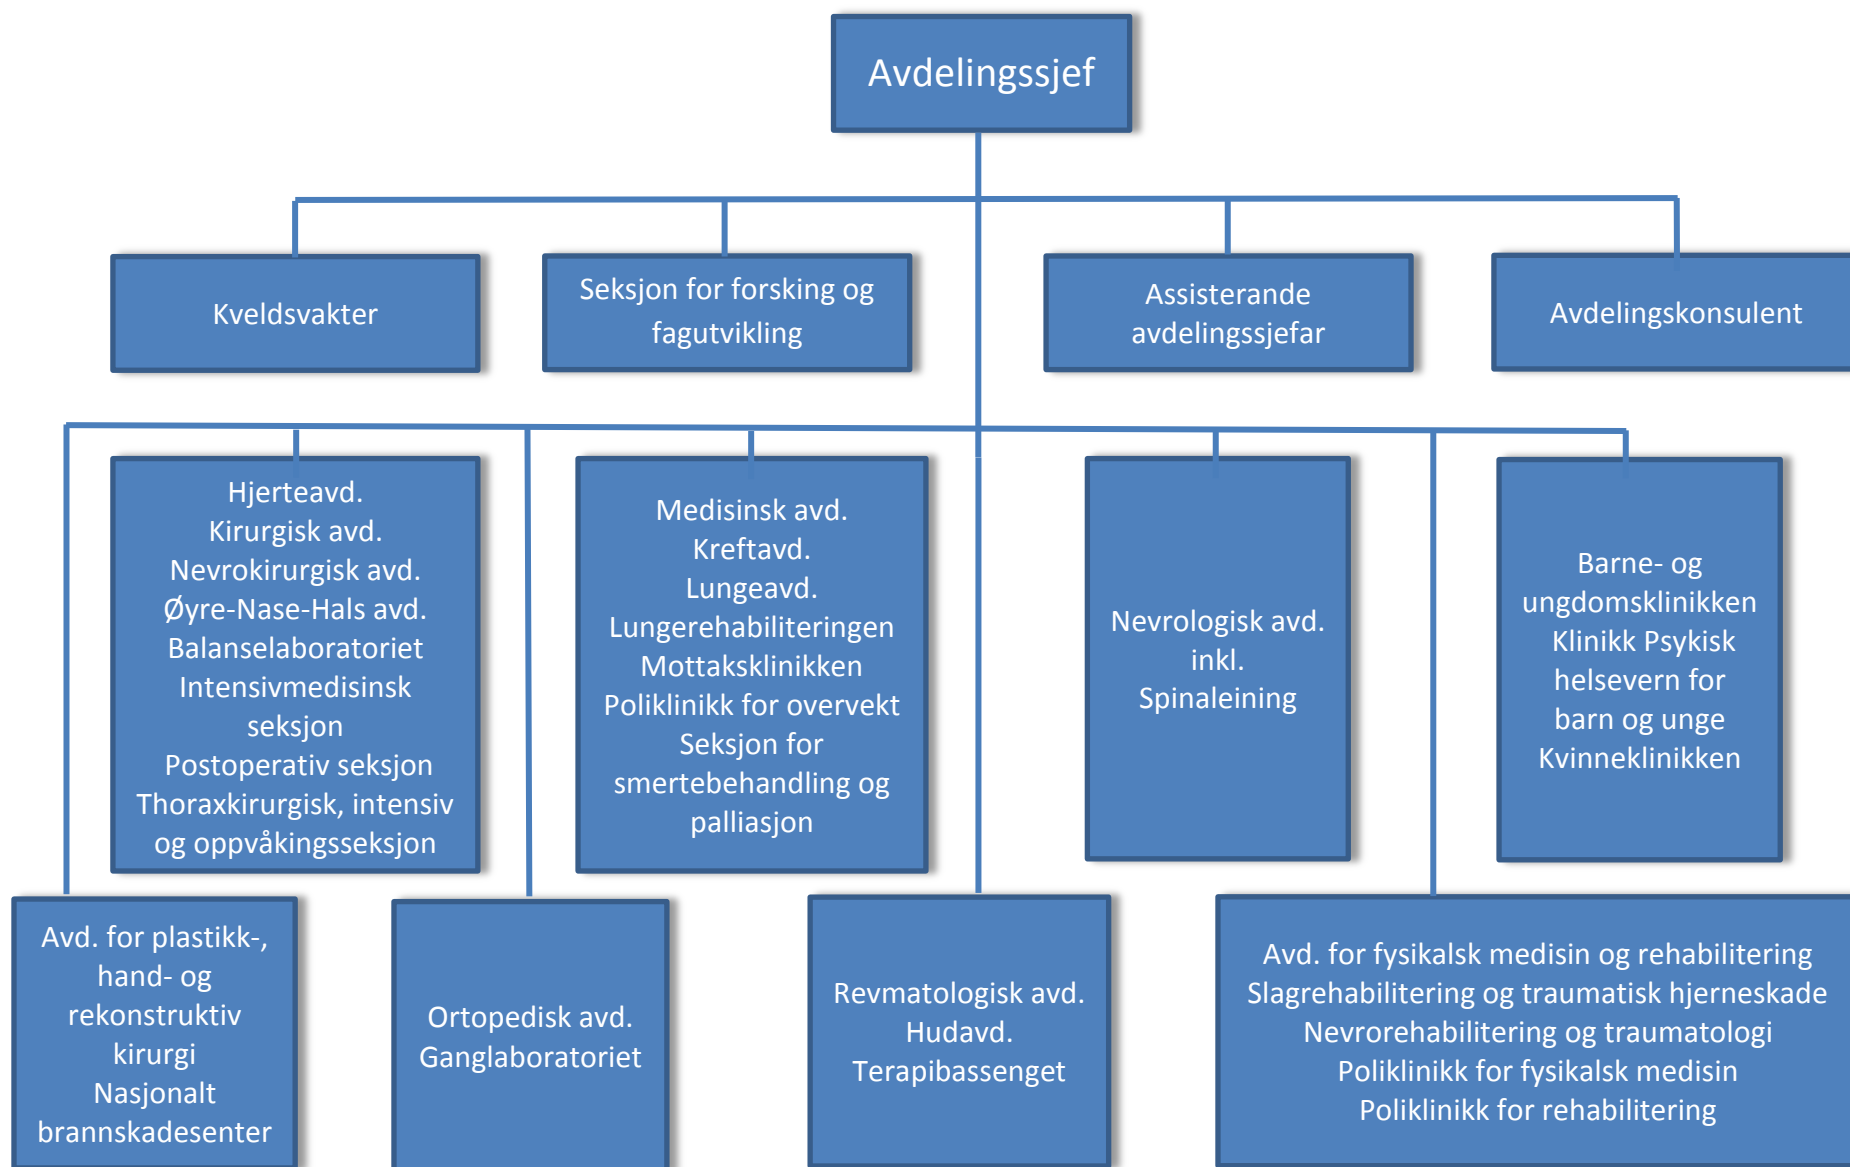 Avdelingssjef
Kveldsvakter
Seksjon for forsking og
fagutvikling
Assisterande
avdelingssjefar
Avdelingskonsulent
Hjerteavd.
Kirurgisk avd.
Nevrokirurgisk avd.
Øyre-Nase-Hals avd.
Balanselaboratoriet
Intensivmedisinsk
seksjon
Postoperativ seksjon
Thoraxkirurgisk, intensiv
og oppvåkingsseksjon
Medisinsk avd.
Kreftavd.
Lungeavd.
Lungerehabiliteringen
Mottaksklinikken
Poliklinikk for overvekt
Seksjon for
smertebehandling og
palliasjon
Nevrologisk avd.
inkl.
Spinaleining
Barne- og
ungdomsklinikken
Klinikk Psykisk
helsevern for
barn og unge
Kvinneklinikken
Avd. for plastikk-,
hand- og
rekonstruktiv
kirurgi
Nasjonalt
brannskadesenter
Ortopedisk avd.
Ganglaboratoriet
Revmatologisk avd.
Hudavd.
Terapibassenget
Avd. for fysikalsk medisin og rehabilitering
Slagrehabilitering og traumatisk hjerneskade
Nevrorehabilitering og traumatologi
Poliklinikk for fysikalsk medisin
Poliklinikk for rehabilitering